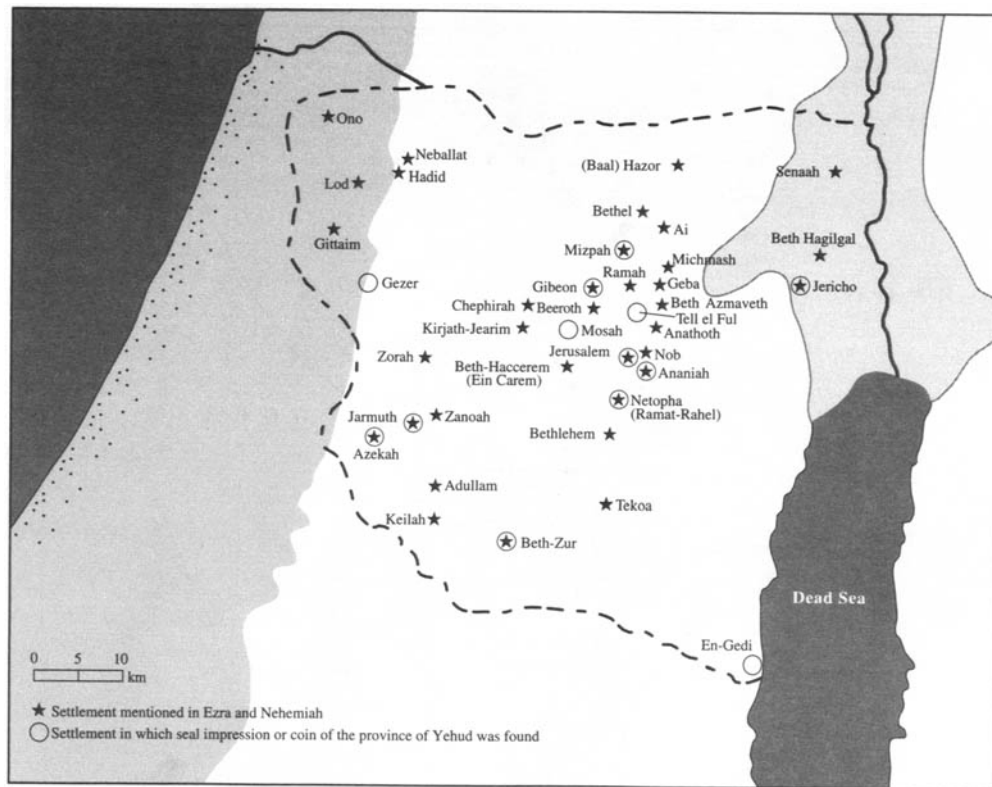 Ono
Neballat
Hadid
Lod
(Baal) Hazor
Senaah
Bethel
Ai
Gittaim
Mizpah
Beth Hagilgal
Michmash
Ramah
Geba
Gezer
Gibeon
Jericho
Chephirah
Beeroth
Beth Azmaveth
Tell el Ful
Kirjath-Jearim
Mosah
Anathoth
Zorah
Jerusalem
Nob
Beth-Haccerem
(Ein Carem)
Ananiah
Netopha
(Ramat-Rahel)
Jarmuth
Zanoah
Azekah
Bethlehem
Adullam
Tekoa
Keilah
Beth-Zur
Dead Sea
En-Gedi
0 5 10
km
Settlement mentioned in Ezra and Nehemiah
Settlement in which seal impression or coin of the province of Yehud was found